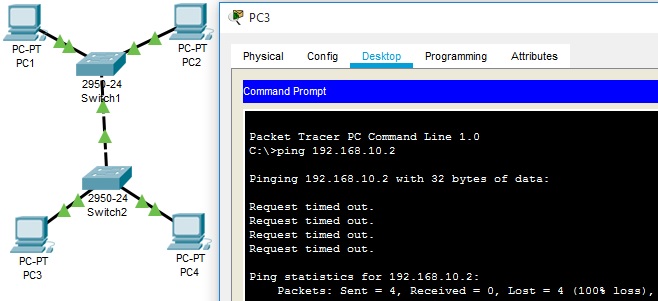 PC-PT
PC1
PC-PT
PC2
2950-24
Switch1
2950-24
Switch2
PC-PT
PC3
PC-PT
PC4
PC3
Physical Config Desktop Programming Attributes
Command Prompt
Packet Tracer PC Command Line 1.0
C:\>ping 192.168.10.2
Pinging 192.168.10.2 with 32 bytes of data:
Request timed out.
Request timed out.
Request timed out.
Request timed out.
Ping statistics for 192.168.10.2:
Packets: Sent = 4, Received = 0, Lost = 4 (100% loss),